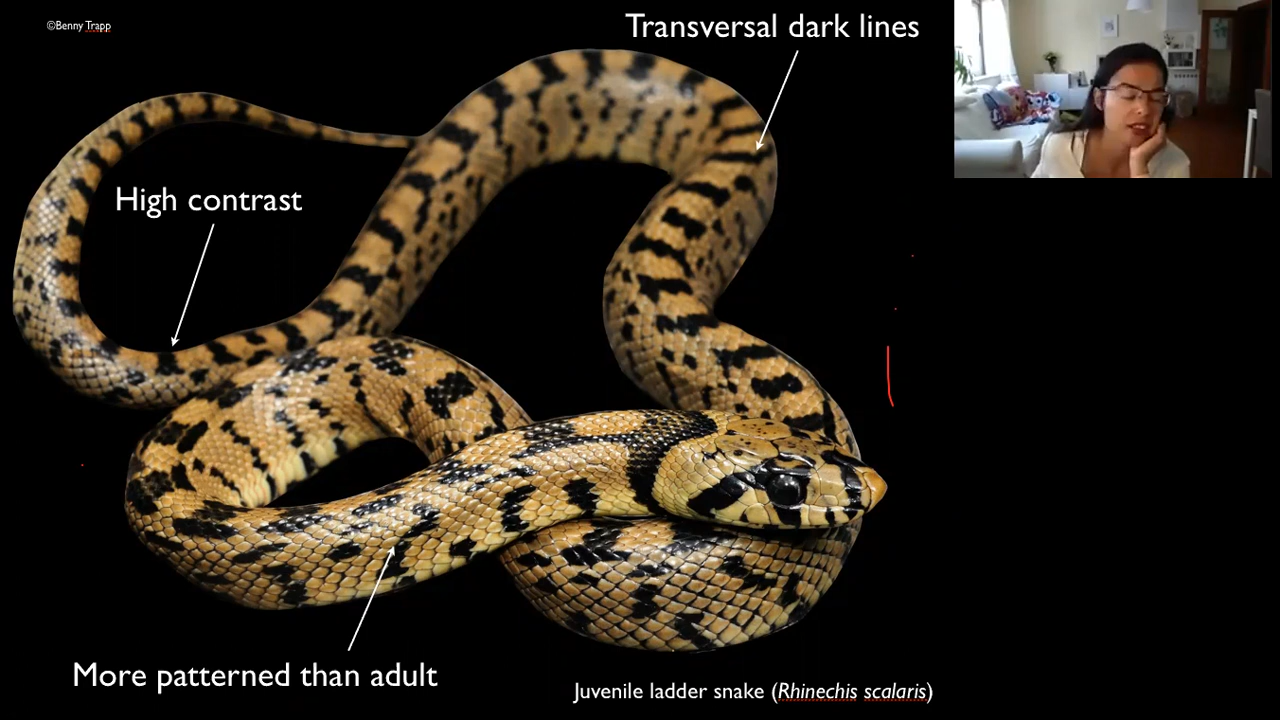 ©Benny Trapp
Transversal dark lines
High contrast
More patterned than adult
Juvenile ladder snake (Rhinechis scalaris)